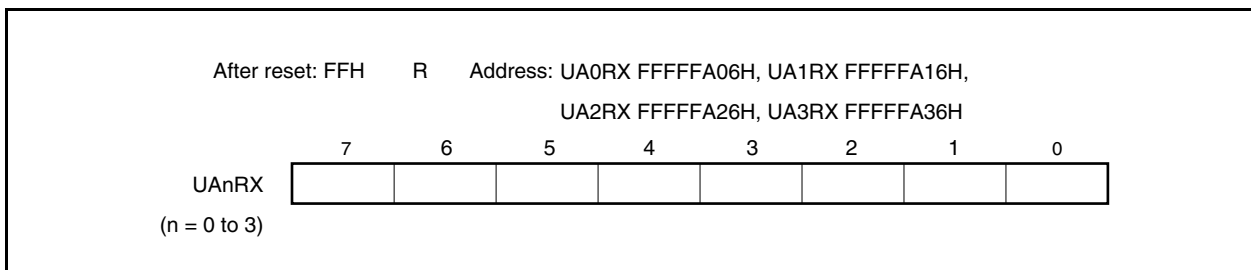 After reset: FFH R Address: UA0RX FFFFFA06H, UA1RX FFFFFA16H,
UA2RX FFFFFA26H, UA3RX FFFFFA36H
7 6 5 4 3 2 1 0
UAnRX
(n = 0 to 3)